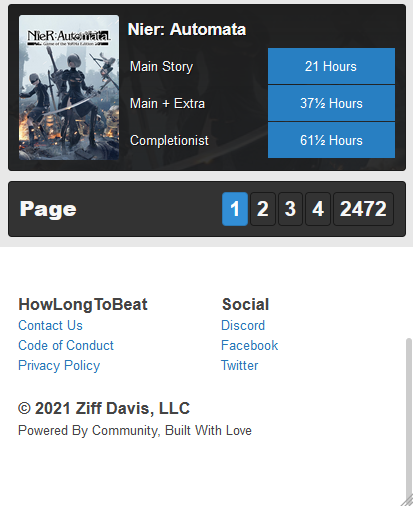 NieR:Automata
Game of the YoRHa Edition
Nier: Automata
Main Story 21 Hours
Main + Extra 37½ Hours
Completionist 61½ Hours
Page 1 2 3 4 2472
HowLongToBeat Social
Contact Us Discord
Code of Conduct Facebook
Privacy Policy Twitter
© 2021 Ziff Davis, LLC
Powered By Community, Built With Love